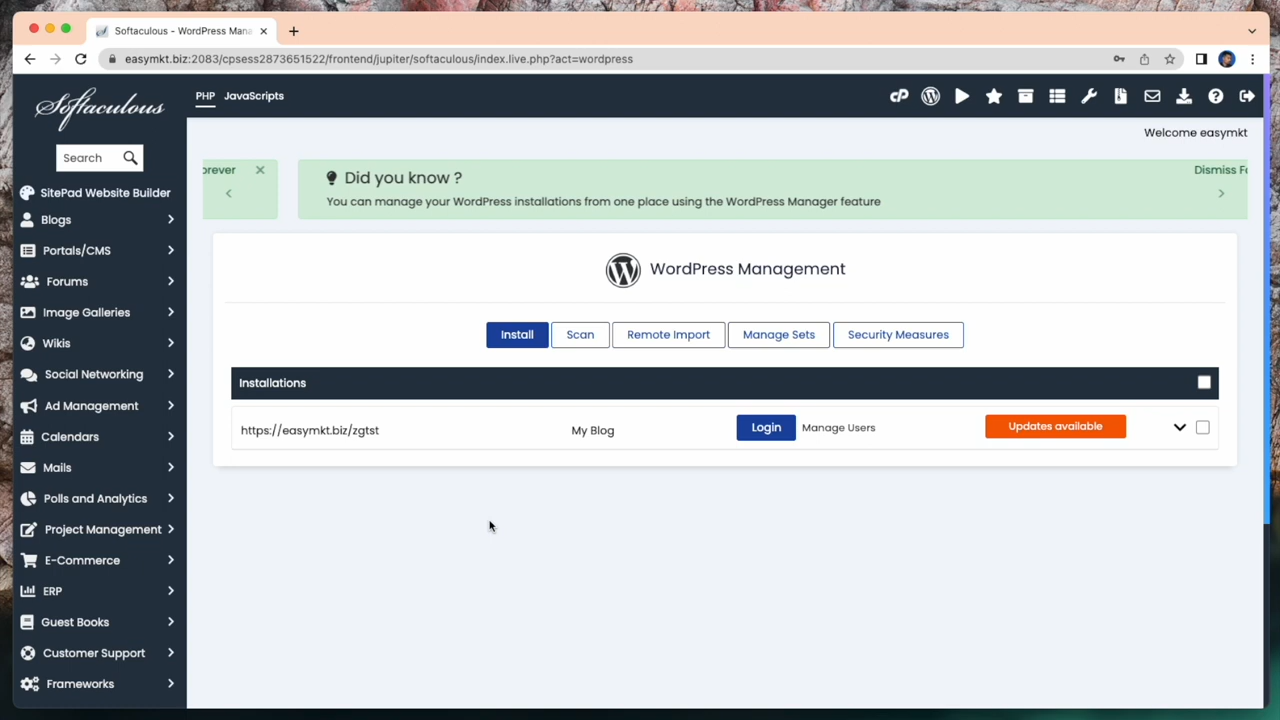 Softaculous - WordPress Mana
easymkt.biz:2083/cpsess2873651522/frontend/jupiter/softaculous/index.live.php?act=wordpress
Softaculous
PHP JavaScripts
Welcome easymkt
Search
SitePad Website Builder
Blogs
Portals/CMS
Forums
Image Galleries
Wikis
Social Networking
Ad Management
Calendars
Mails
Polls and Analytics
Project Management
E-Commerce
ERP
Guest Books
Customer Support
Frameworks
orever
Did you know ?
Dismiss Fo
You can manage your WordPress installations from one place using the WordPress Manager feature
WordPress Management
Install Scan Remote Import Manage Sets Security Measures
Installations
https://easymkt.biz/zgtst My Blog Login Manage Users Updates available